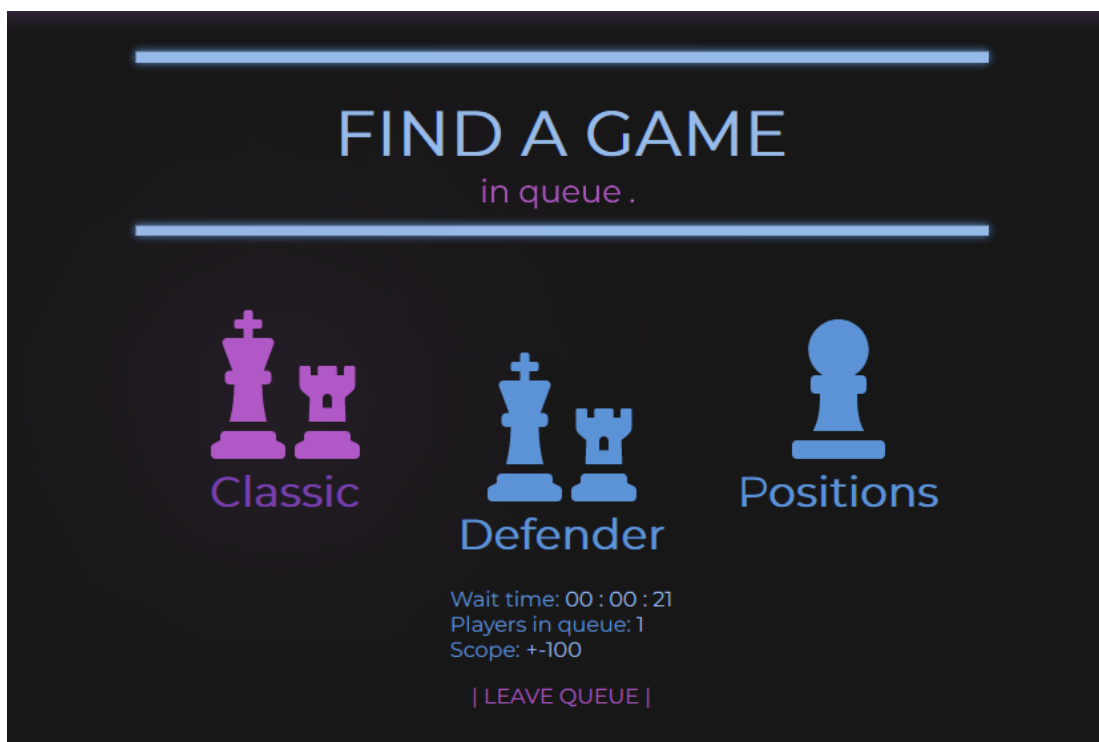 FIND A GAME
in queue .
Classic
Defender
Positions
Wait time: 00 : 00 : 21
Players in queue: 1
Scope: +-100
| LEAVE QUEUE |